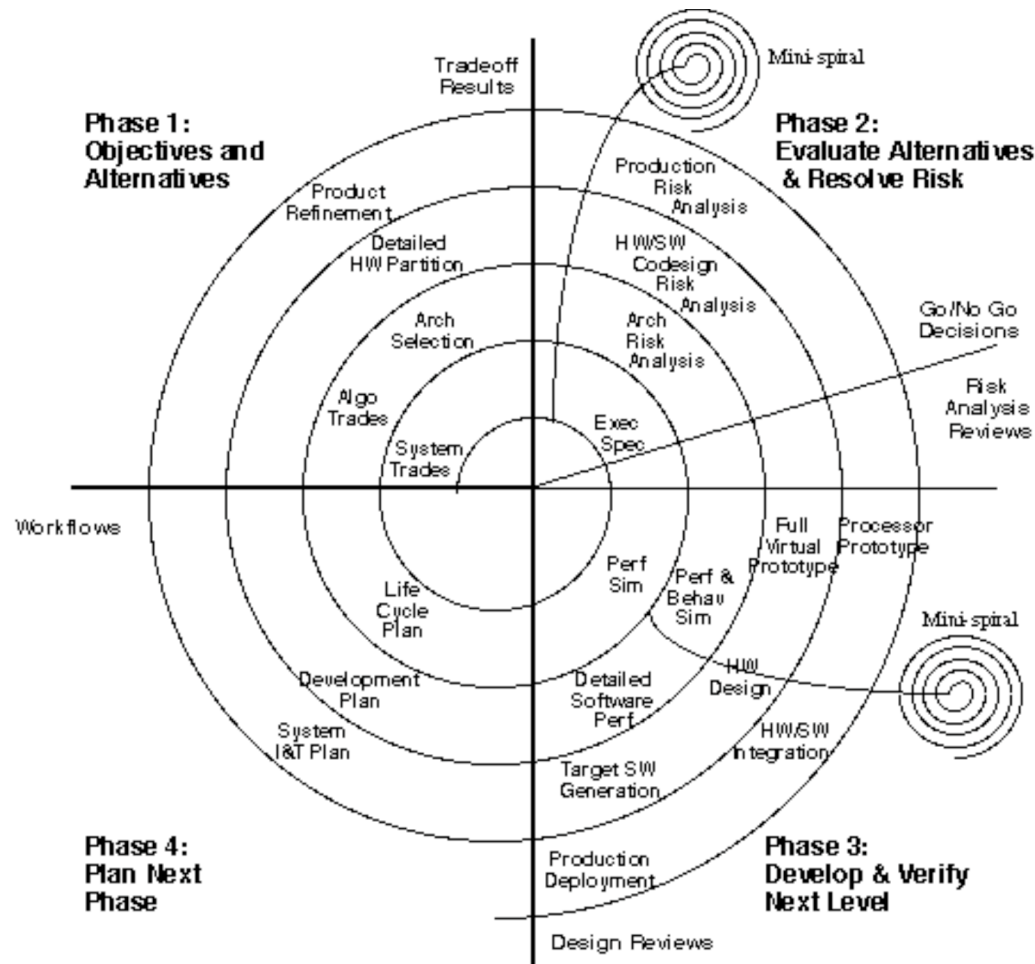 Tradeoff
Results
Mini-spiral
Phase 1:
Objectives and
Alternatives
Phase 2:
Evaluate Alternatives
& Resolve Risk
Product
Refinement
Production
Risk
Analysis
Detailed
HW Partition
HW/SW
Codesign
Risk
Analysis
Arch
Selection
Arch
Risk
Analysis
Go/No Go
Decisions
Algo
Trades
Risk
Analysis
Reviews
System
Trades
Exec
Spec
Workflows
Full
Virtual
Prototype
Processor
Prototype
Perf
Sim
Perf &
Behav
Sim
Life
Cycle
Plan
Mini-spiral
Development
Plan
Detailed
Software
Perf
HW
Design
System
I&T Plan
HW/SW
Integration
Target SW
Generation
Phase 4:
Plan Next
Phase
Production
Deployment
Phase 3:
Develop & Verify
Next Level
Design Reviews